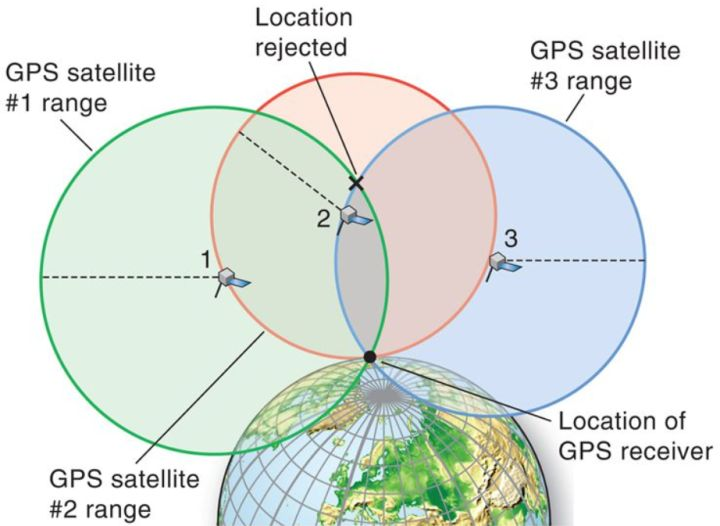 Location
rejected
GPS satellite
#1 range
GPS satellite
#3 range
2
1
3
Location of
GPS receiver
GPS satellite
#2 range